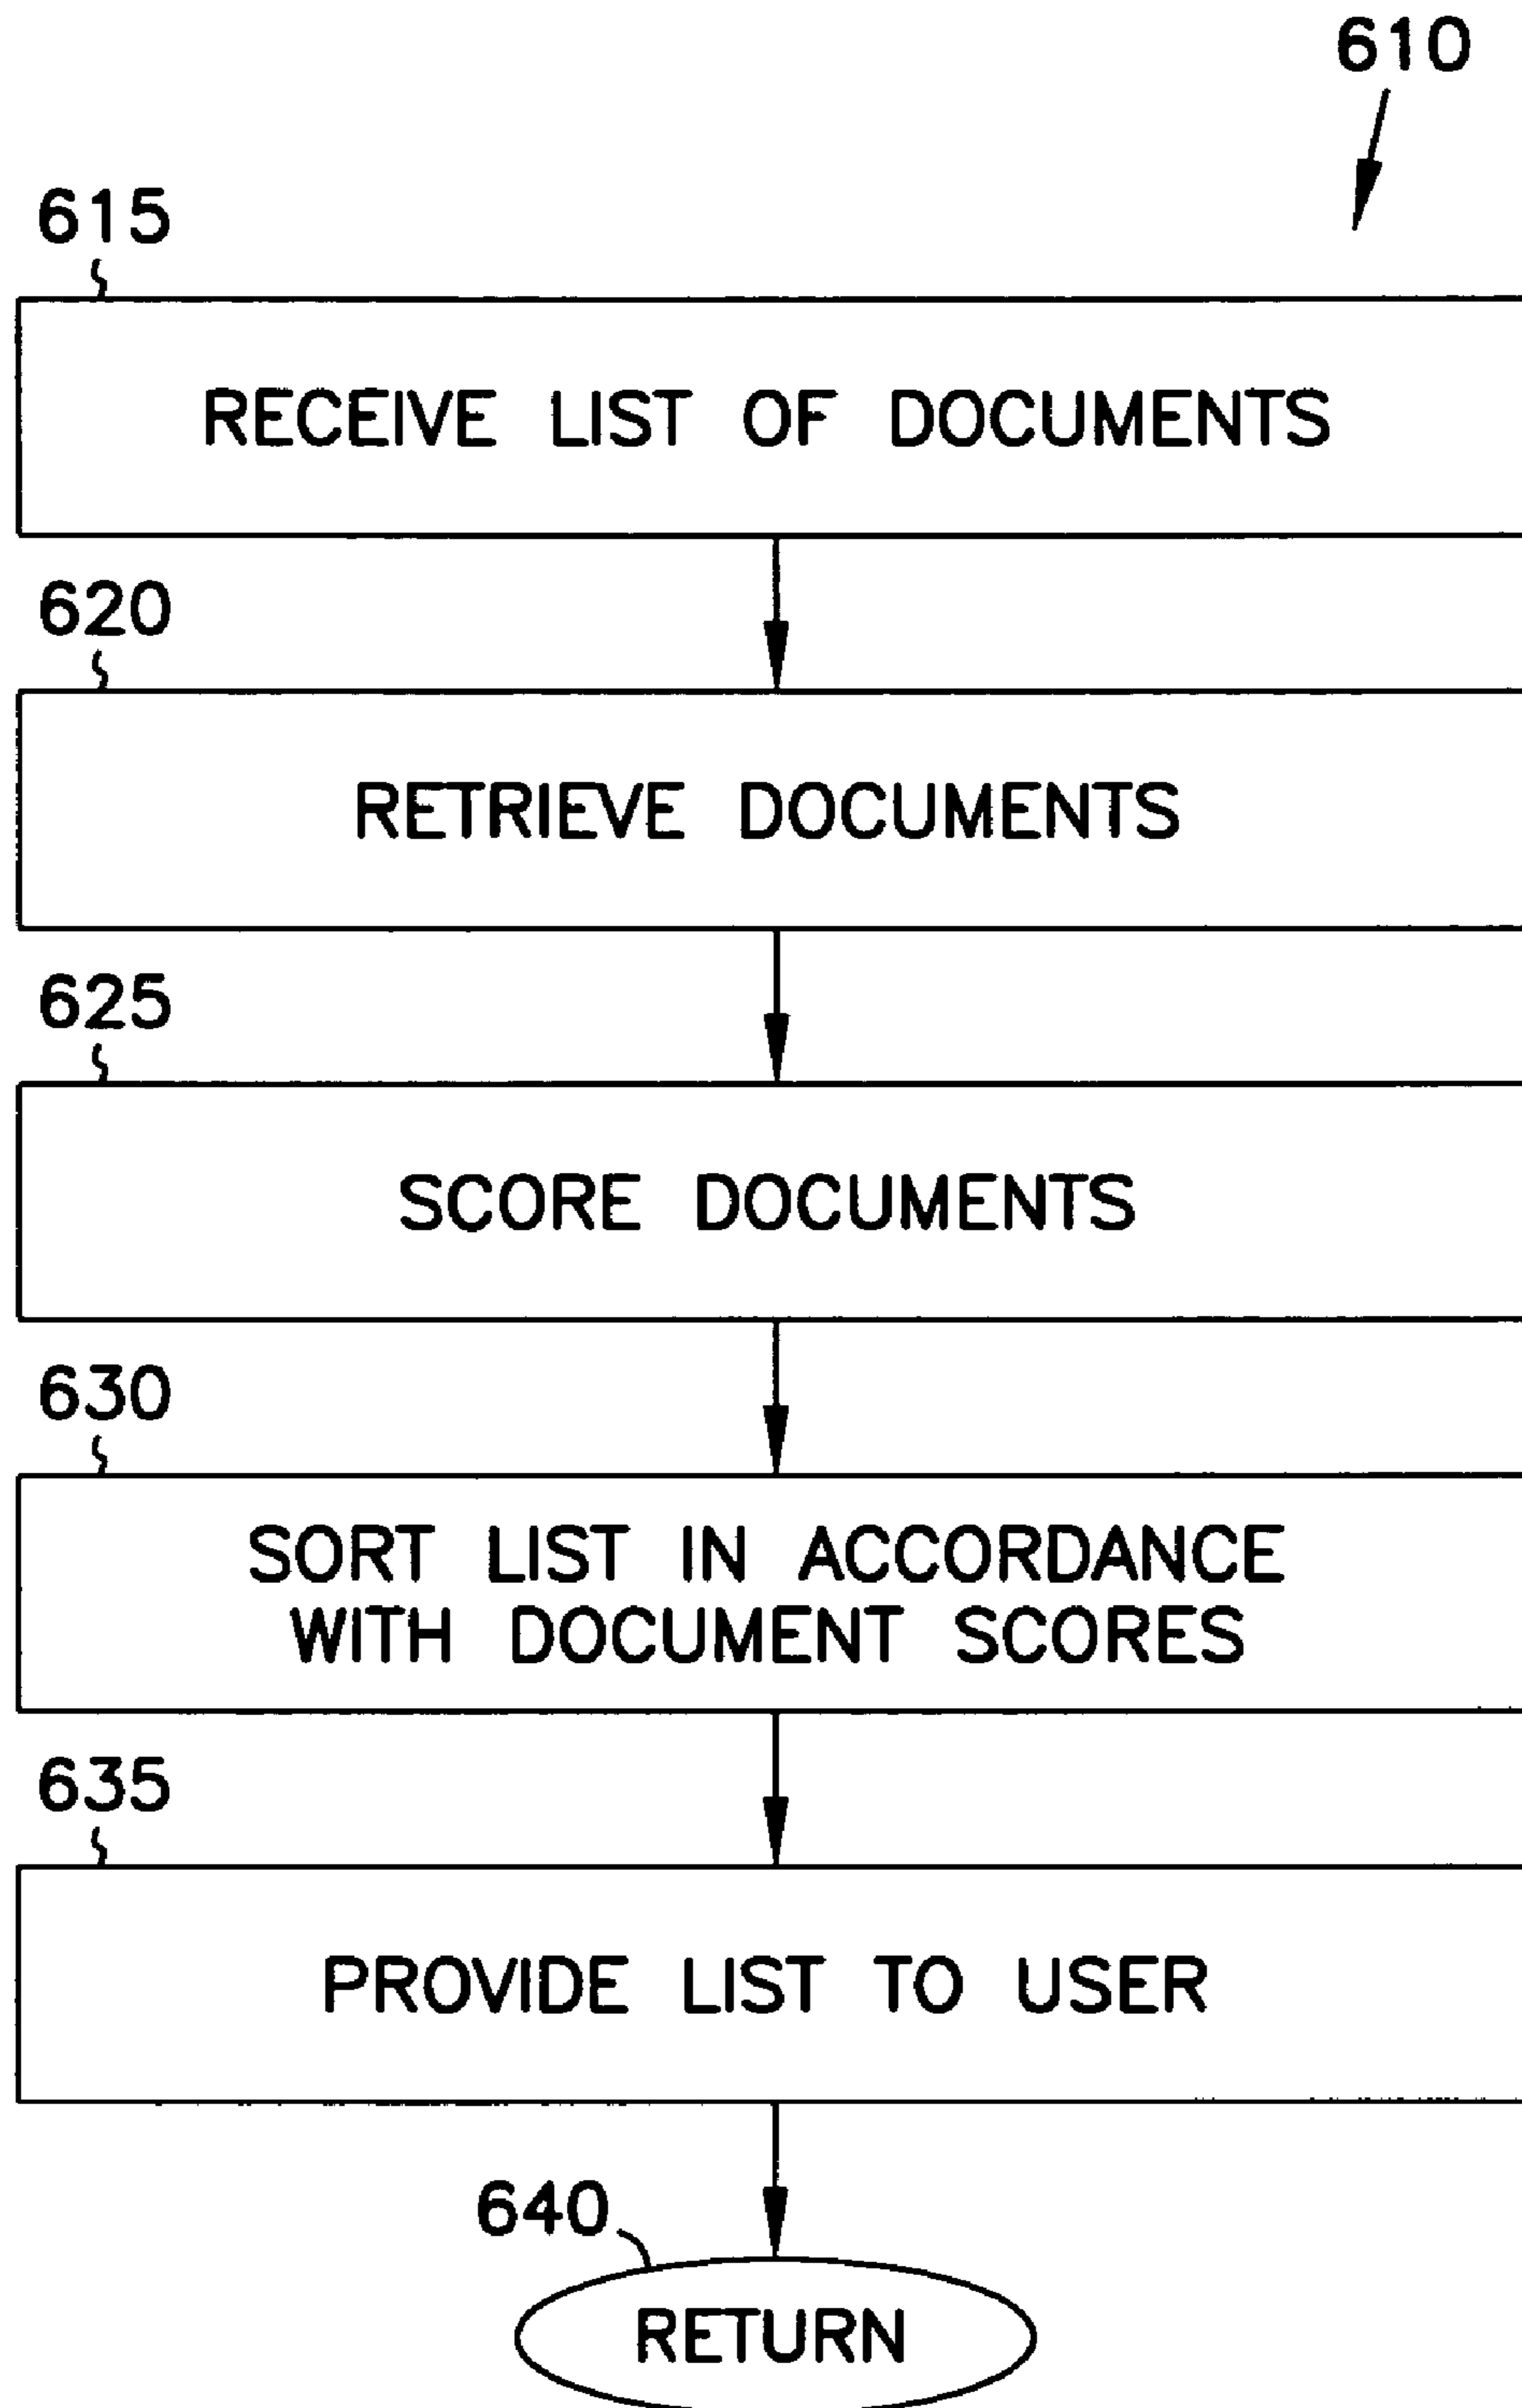 610
615
RECEIVE LIST OF DOCUMENTS
620
RETRIEVE DOCUMENTS
625
SCORE DOCUMENTS
630
SORT LIST IN ACCORDANCE
WITH DOCUMENT SCORES
635
PROVIDE LIST TO USER
640
RETURN